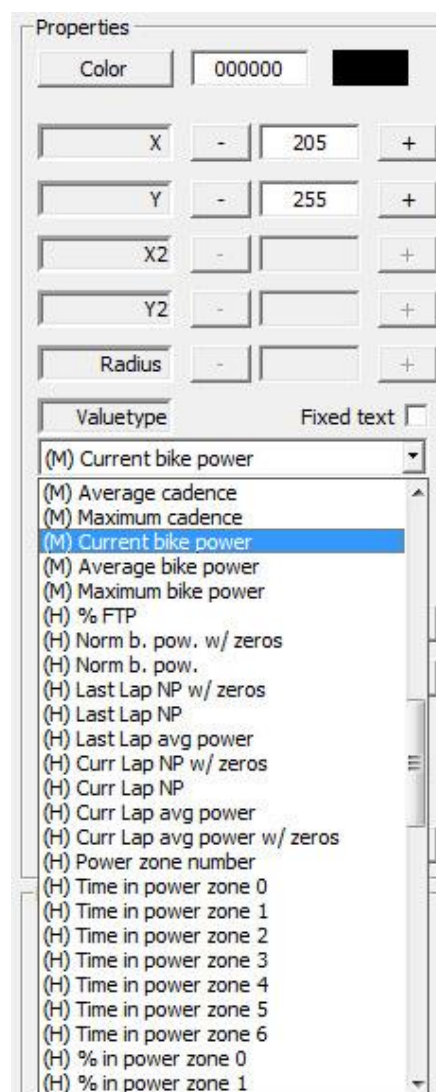 Properties
Color 000000
X - 205 +
Y - 255 +
X2 - +
Y2 - +
Radius - +
Valuetype Fixed text
(M) Current bike power
(M) Average cadence
(M) Maximum cadence
(M) Current bike power
(M) Average bike power
(M) Maximum bike power
(H) % FTP
(H) Norm b. pow. w/ zeros
(H) Norm b. pow.
(H) Last Lap NP w/ zeros
(H) Last Lap NP
(H) Last Lap avg power
(H) Curr Lap NP w/ zeros
(H) Curr Lap NP
(H) Curr Lap avg power
(H) Curr Lap avg power w/ zeros
(H) Power zone number
(H) Time in power zone 0
(H) Time in power zone 1
(H) Time in power zone 2
(H) Time in power zone 3
(H) Time in power zone 4
(H) Time in power zone 5
(H) Time in power zone 6
(H) % in power zone 0
(H) % in power zone 1